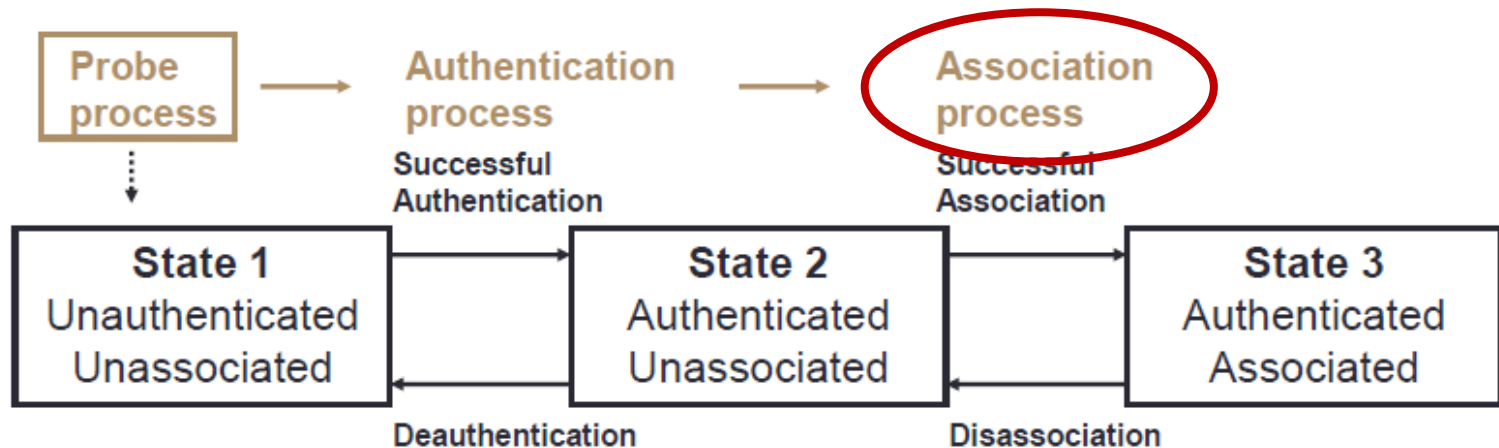 Probe
process
Authentication
process
Association
process
Successful
Authentication
Successful
Association
State 1
Unauthenticated
Unassociated
State 2
Authenticated
Unassociated
State 3
Authenticated
Associated
Deauthentication
Disassociation